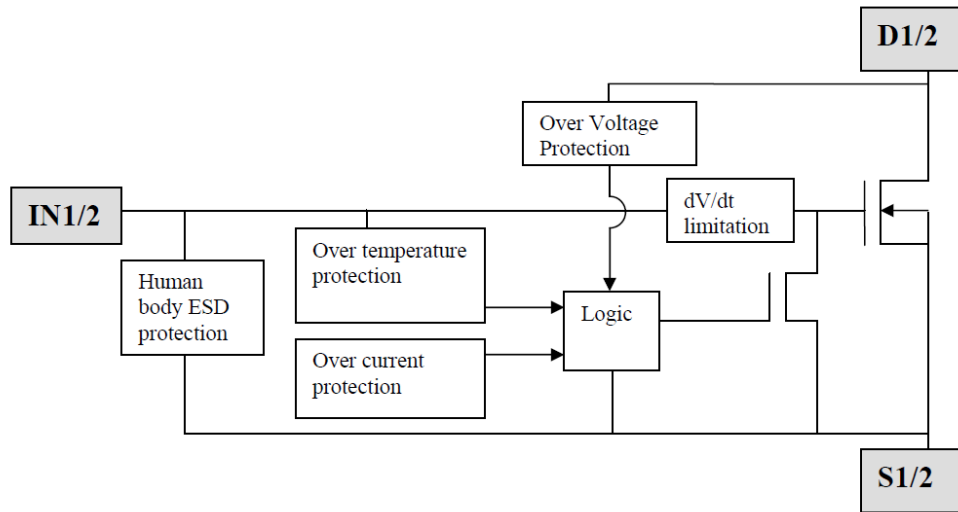 D1/2
Over Voltage
Protection
IN1/2
dV/dt
limitation
Over temperature
protection
Human
body ESD
protection
Logic
Over current
protection
S1/2